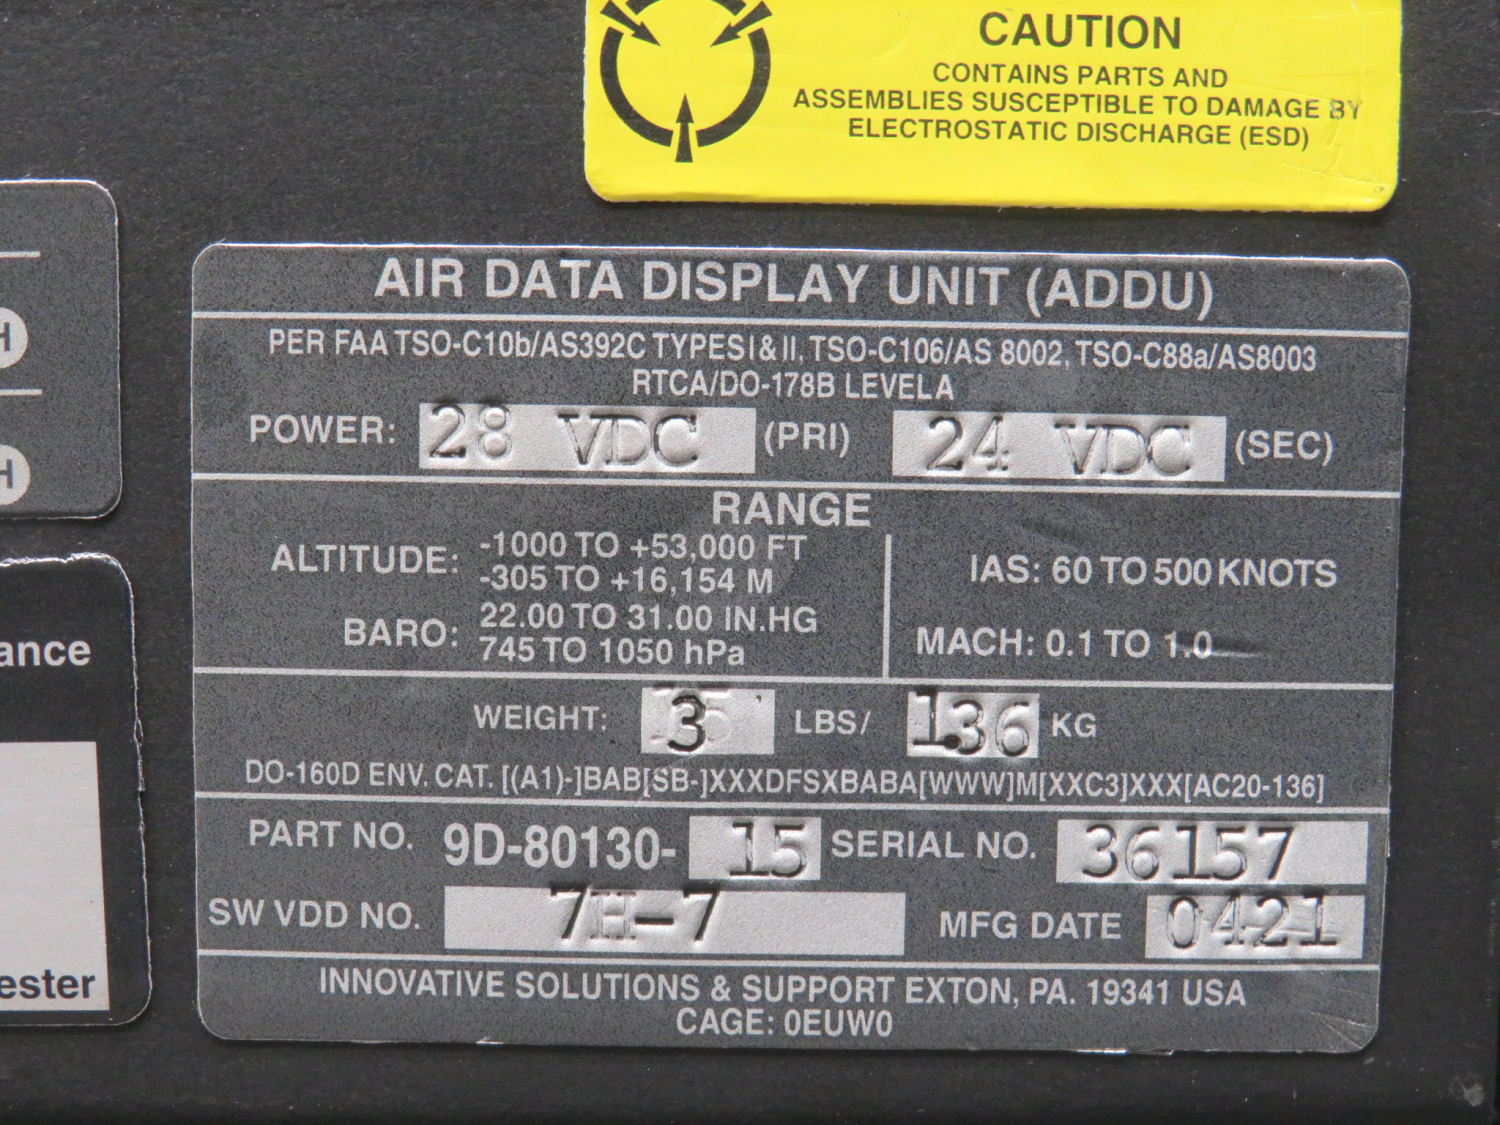 CAUTION
CONTAINS PARTS AND
ASSEMBLIES SUSCEPTIBLE TO DAMAGE BY
ELECTROSTATIC DISCHARGE (ESD)
H
H
ance
ester
AIR DATA DISPLAY UNIT (ADDU)
PER FAA TSO-C10b/AS392C TYPES I & II, TSO-C106/AS 8002, TSO-C88a/AS8003
RTCA/DO-178B LEVEL A
POWER: 28 VDC (PRI) 24 VDC (SEC)
RANGE
ALTITUDE: -1000 TO +53,000 FT
-305 TO +16,154 M
BARO: 22.00 TO 31.00 IN.HG
745 TO 1050 hPa
IAS: 60 TO 500 KNOTS
MACH: 0.1 TO 1.0
WEIGHT: 3 LBS/ 1.36 KG
DO-160D ENV. CAT. [(A1)-]BAB[SB-]XXXDFSXBABA[WWW]M[XXC3]XXX[AC20-136]
PART NO. 9D-80130-15 SERIAL NO. 36157
SW VDD NO. 7H-7 MFG DATE 0421
INNOVATIVE SOLUTIONS & SUPPORT EXTON, PA. 19341 USA
CAGE: 0EUW0